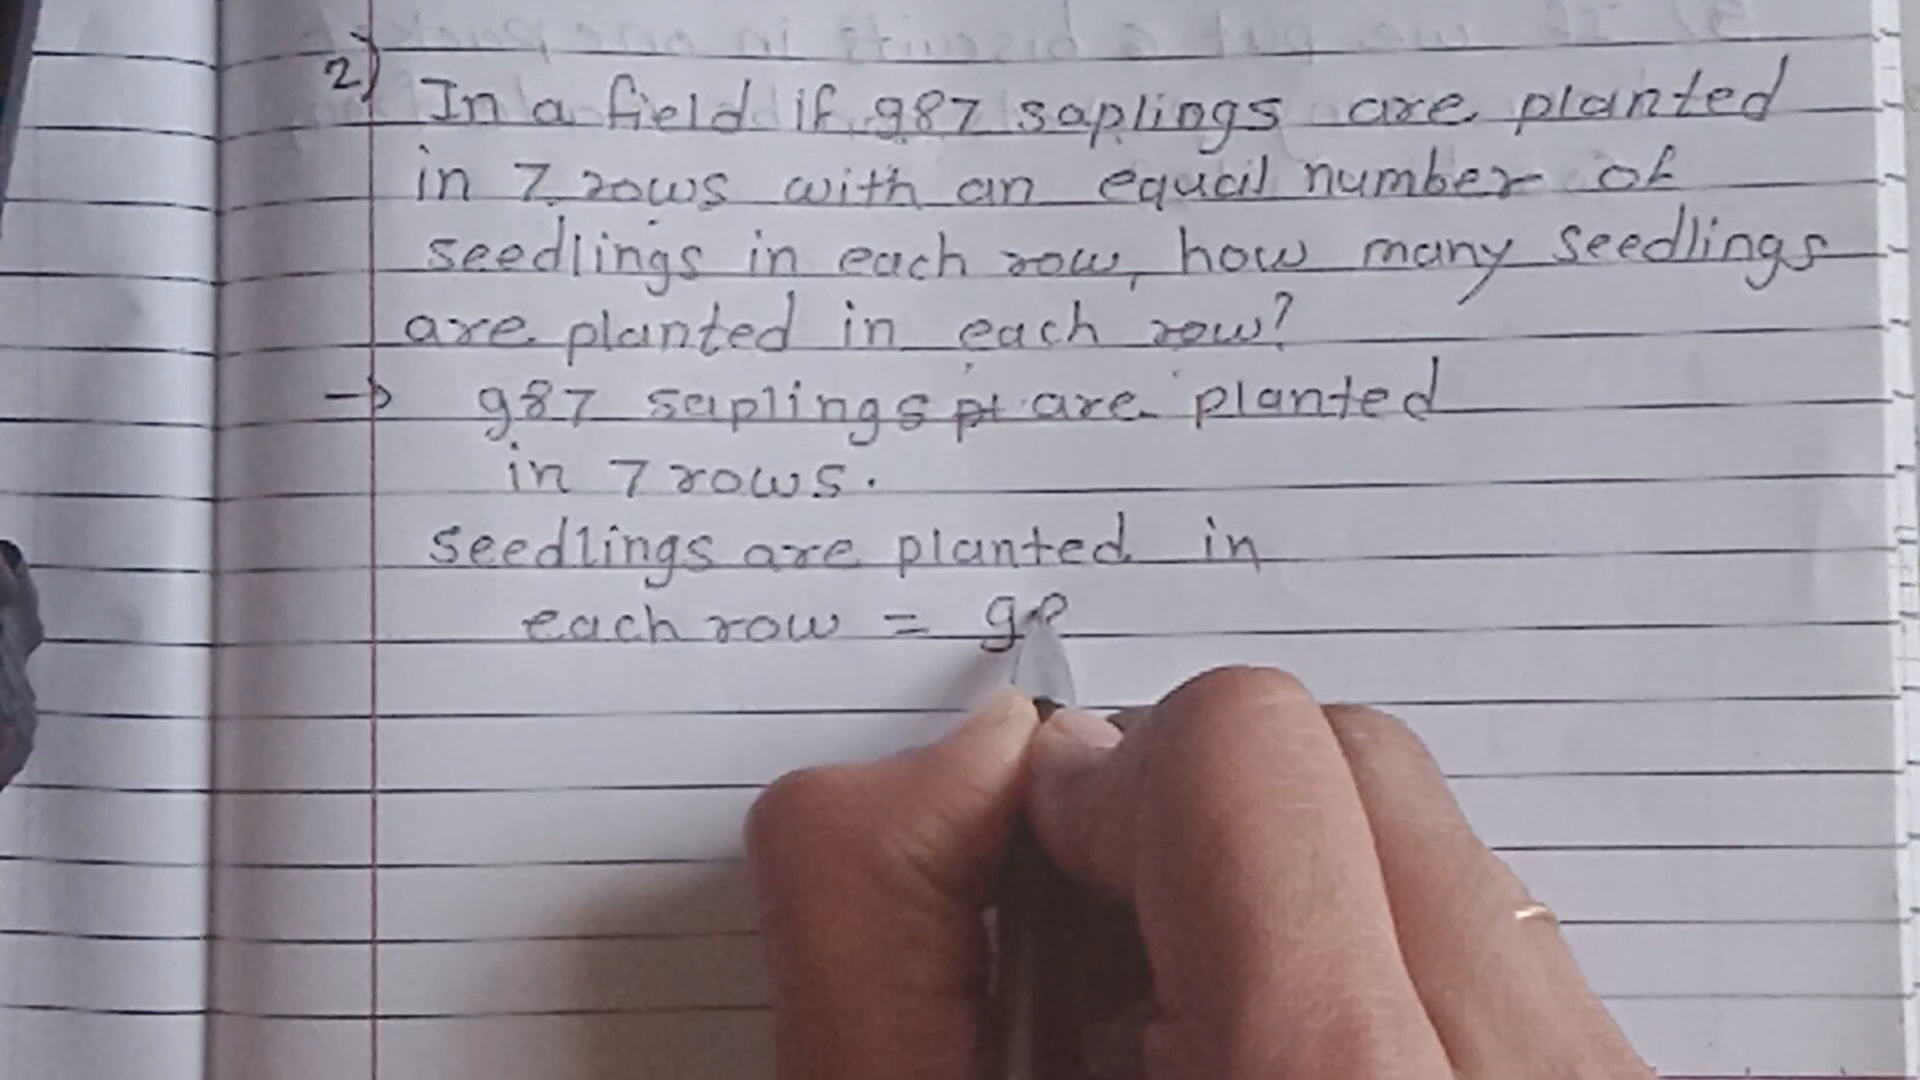 2) In a field if 987 saplings are planted
in 7 rows with an equal number of
seedlings in each row, how many seedlings
are planted in each row?
→ 987 saplings are planted
in 7 rows.
seedlings are planted in
each row = 98